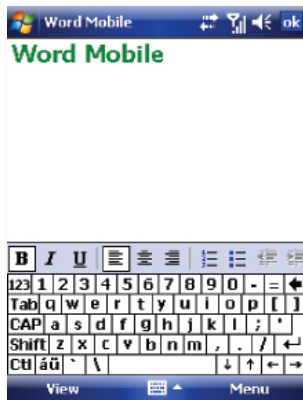 Word Mobile ok
Word Mobile
B I U
123 1 2 3 4 5 6 7 8 9 0 - =
Tab q w e r t y u i o p [ ]
CAP a s d f g h j k l ; '
Shift z x c v b n m , . /
Ctl áü ` \
View Menu